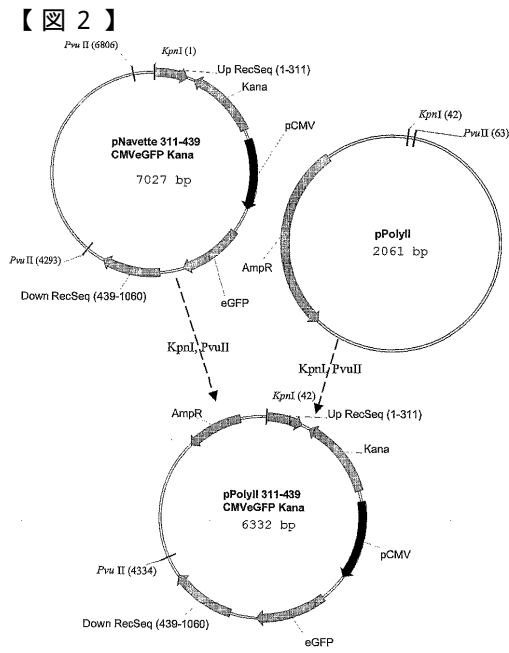 【図2】
Pvu II (6806)
KpnI (1)
Up RecSeq (1-311)
Kana
pCMV
pNavette 311-439
CMVeGFP Kana
7027 bp
Pvu II (4293)
Down RecSeq (439-1060)
eGFP
KpnI (42)
PvuII (63)
pPolyII
2061 bp
AmpR
KpnI, PvuII
KpnI, PvuII
KpnI (42)
AmpR
Up RecSeq (1-311)
Kana
pPolyII 311-439
CMVeGFP Kana
6332 bp
pCMV
Pvu II (4334)
Down RecSeq (439-1060)
eGFP